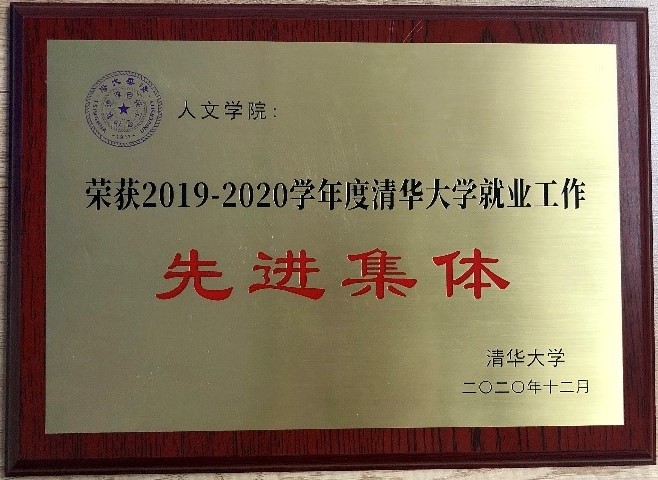 人文学院：
荣获2019-2020学年度清华大学就业工作
先进集体
清华大学
二〇二〇年十二月